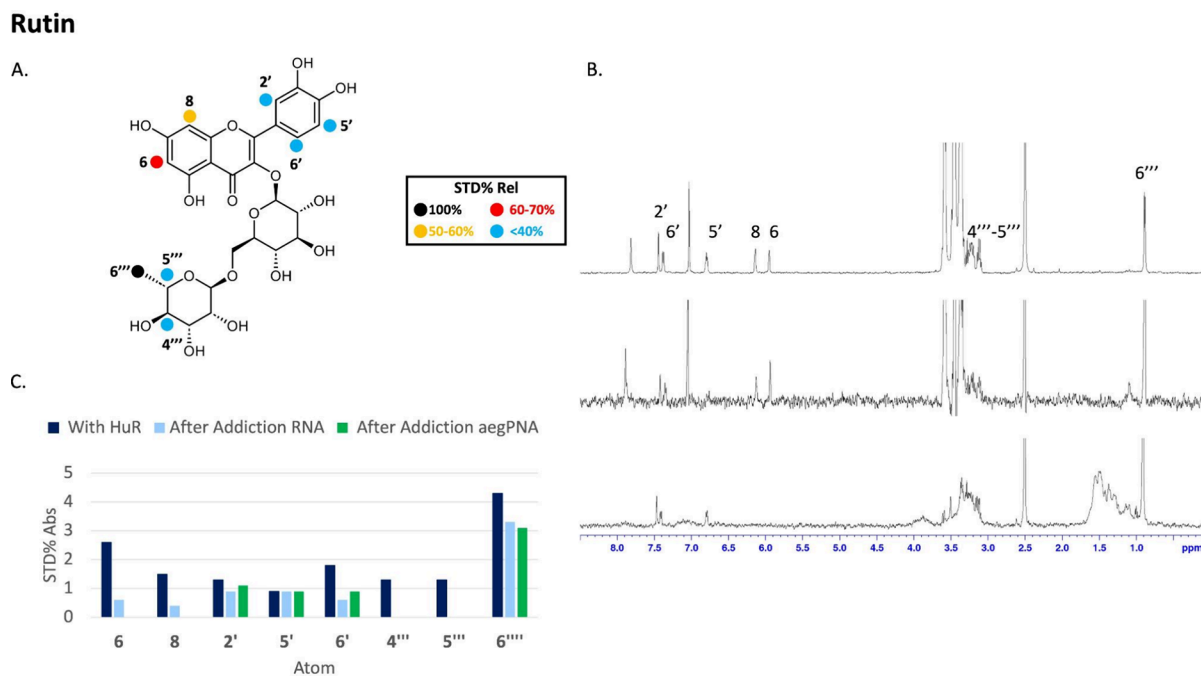 Rutin
A.
B.
OH
2’
OH
8
HO
O
5’
6
6’
OH
O
O
O
OH
O
OH
5’’’
O
OH
6’’’
O
HO
OH
OH
4’’’
STD% Rel
100% 60-70%
50-60% <40%
6’’’
2’
6’
5’
8 6
4’’’-5’’’
8.0 7.5 7.0 6.5 6.0 5.5 5.0 4.5 4.0 3.5 3.0 2.5 2.0 1.5 1.0 ppm
C.
With HuR After Addiction RNA After Addiction aegPNA
STD% Abs
5
4
3
2
1
0
6 8 2' 5' 6' 4''' 5''' 6''''
Atom